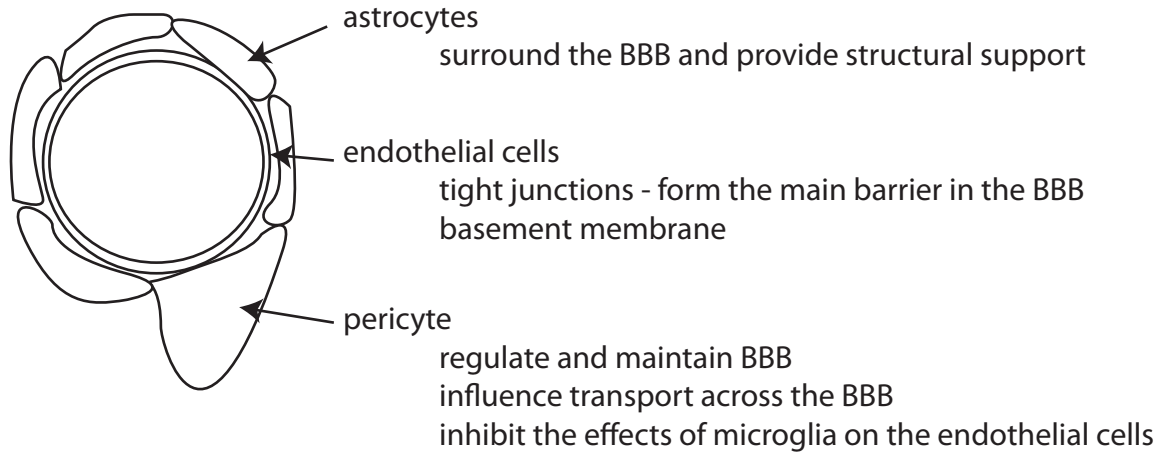 astrocytes
surround the BBB and provide structural support
endothelial cells
tight junctions - form the main barrier in the BBB
basement membrane
pericyte
regulate and maintain BBB
influence transport across the BBB
inhibit the effects of microglia on the endothelial cells